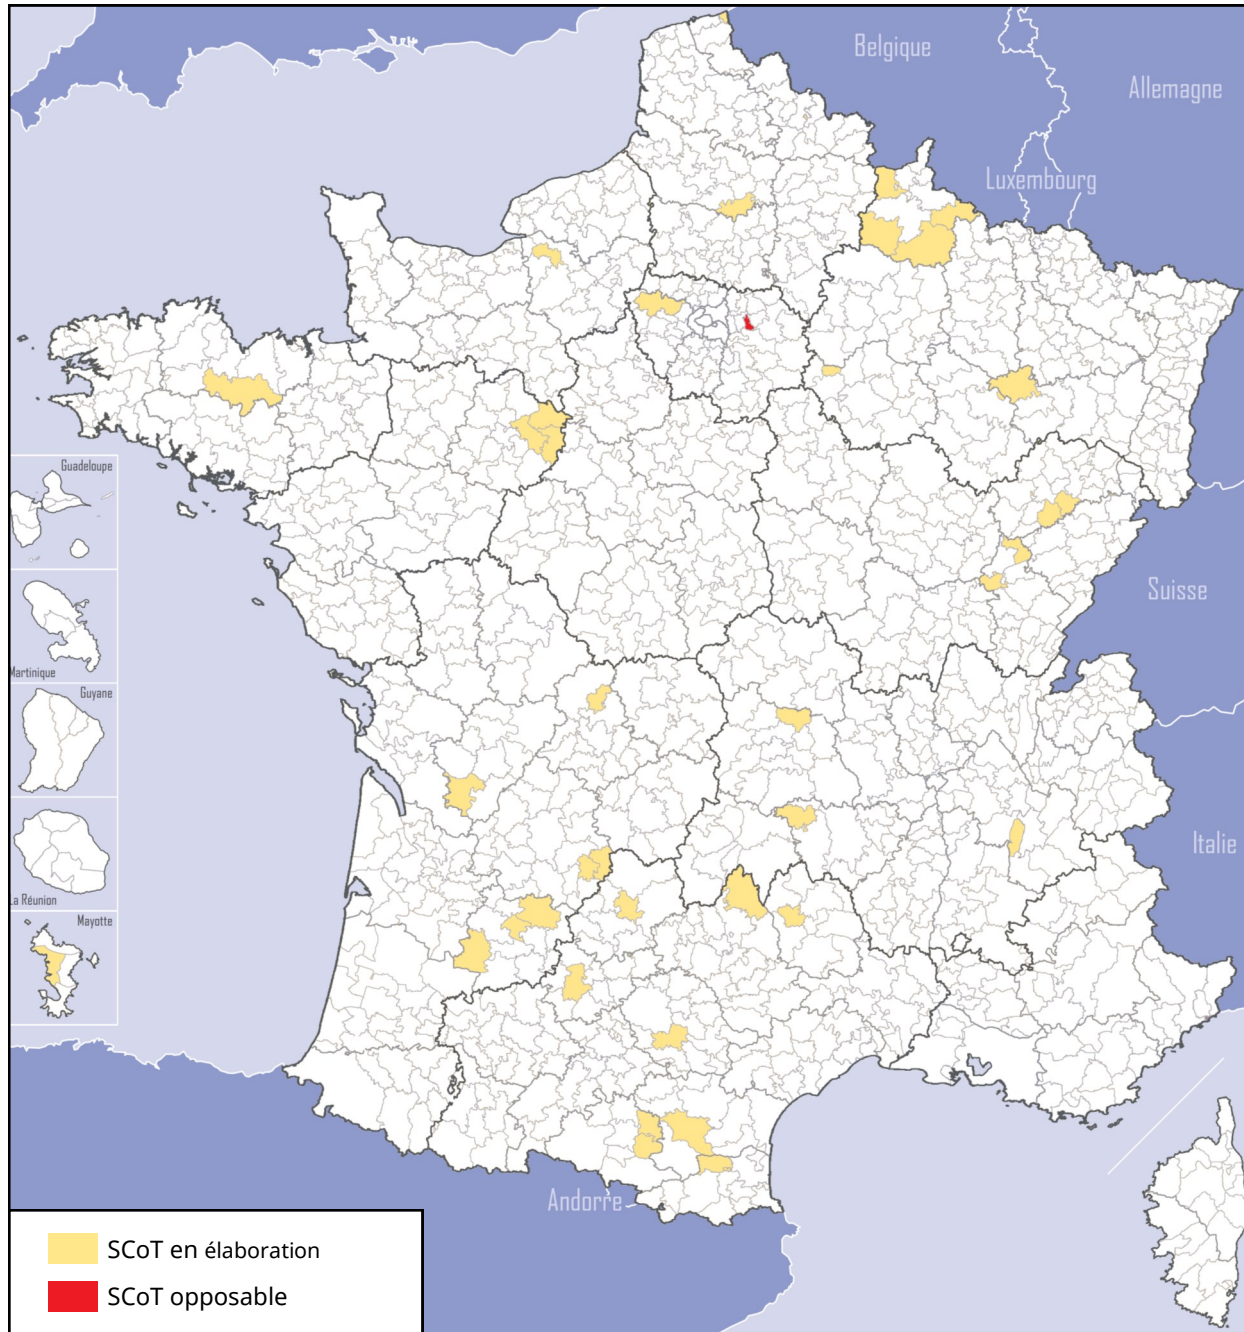 Belgique
Allemagne
Luxembourg
Guadeloupe
Martinique
Guyane
La Réunion
Mayotte
Suisse
Italie
Andorre
SCoT en élaboration
SCoT opposable